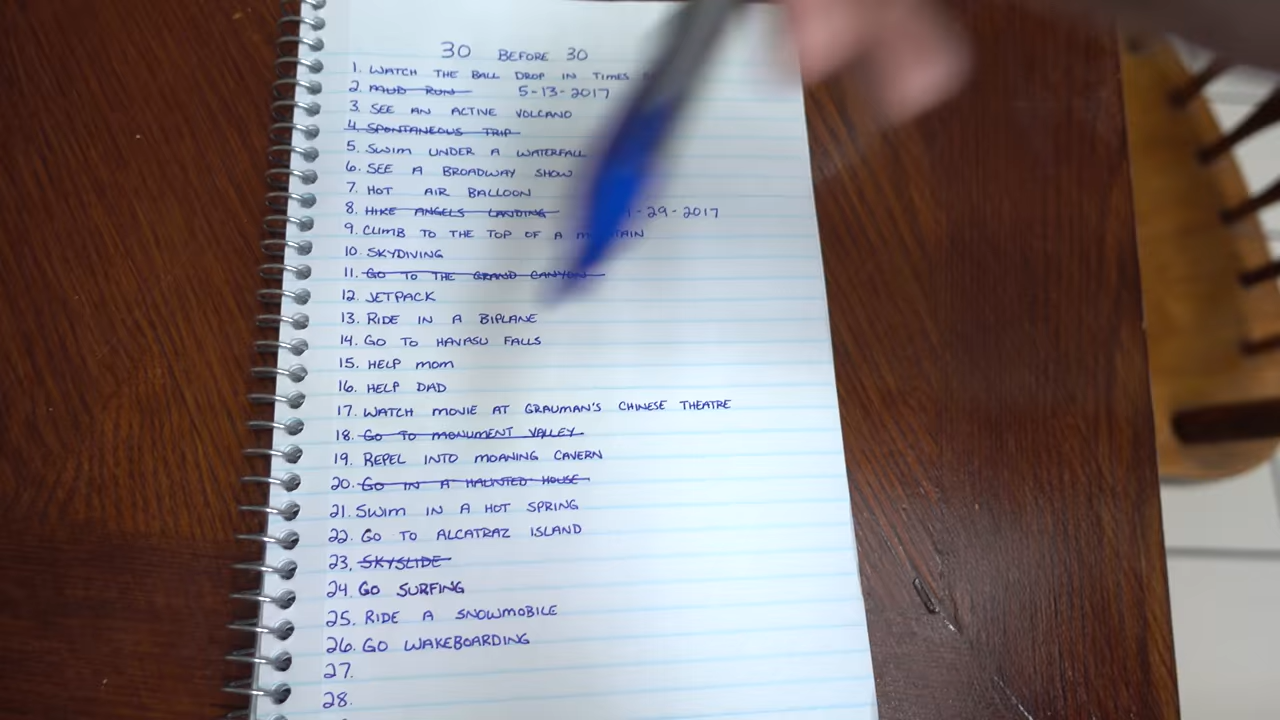 30 BEFORE 30
1. WATCH THE BALL DROP IN TIMES
2. MUD RUN 5-13-2017
3. SEE AN ACTIVE VOLCANO
4. SPONTANEOUS TRIP
5. SWIM UNDER A WATERFALL
6. SEE A BROADWAY SHOW
7. HOT AIR BALLOON
8. HIKE ANGELS LANDING -29-2017
9. CLIMB TO THE TOP OF A
10. SKYDIVING
11. GO TO THE GRAND CANYON
12. JETPACK
13. RIDE IN A BIPLANE
14. GO TO HAVASU FALLS
15. HELP MOM
16. HELP DAD
17. WATCH MOVIE AT GRAUMAN'S CHINESE THEATRE
18. GO TO MONUMENT VALLEY
19. REPEL INTO MOANING CAVERN
20. GO IN A HAUNTED HOUSE
21. SWIM IN A HOT SPRING
22. GO TO ALCATRAZ ISLAND
23. SKYSLIDE
24. GO SURFING
25. RIDE A SNOWMOBILE
26. GO WAKEBOARDING
27.
28.